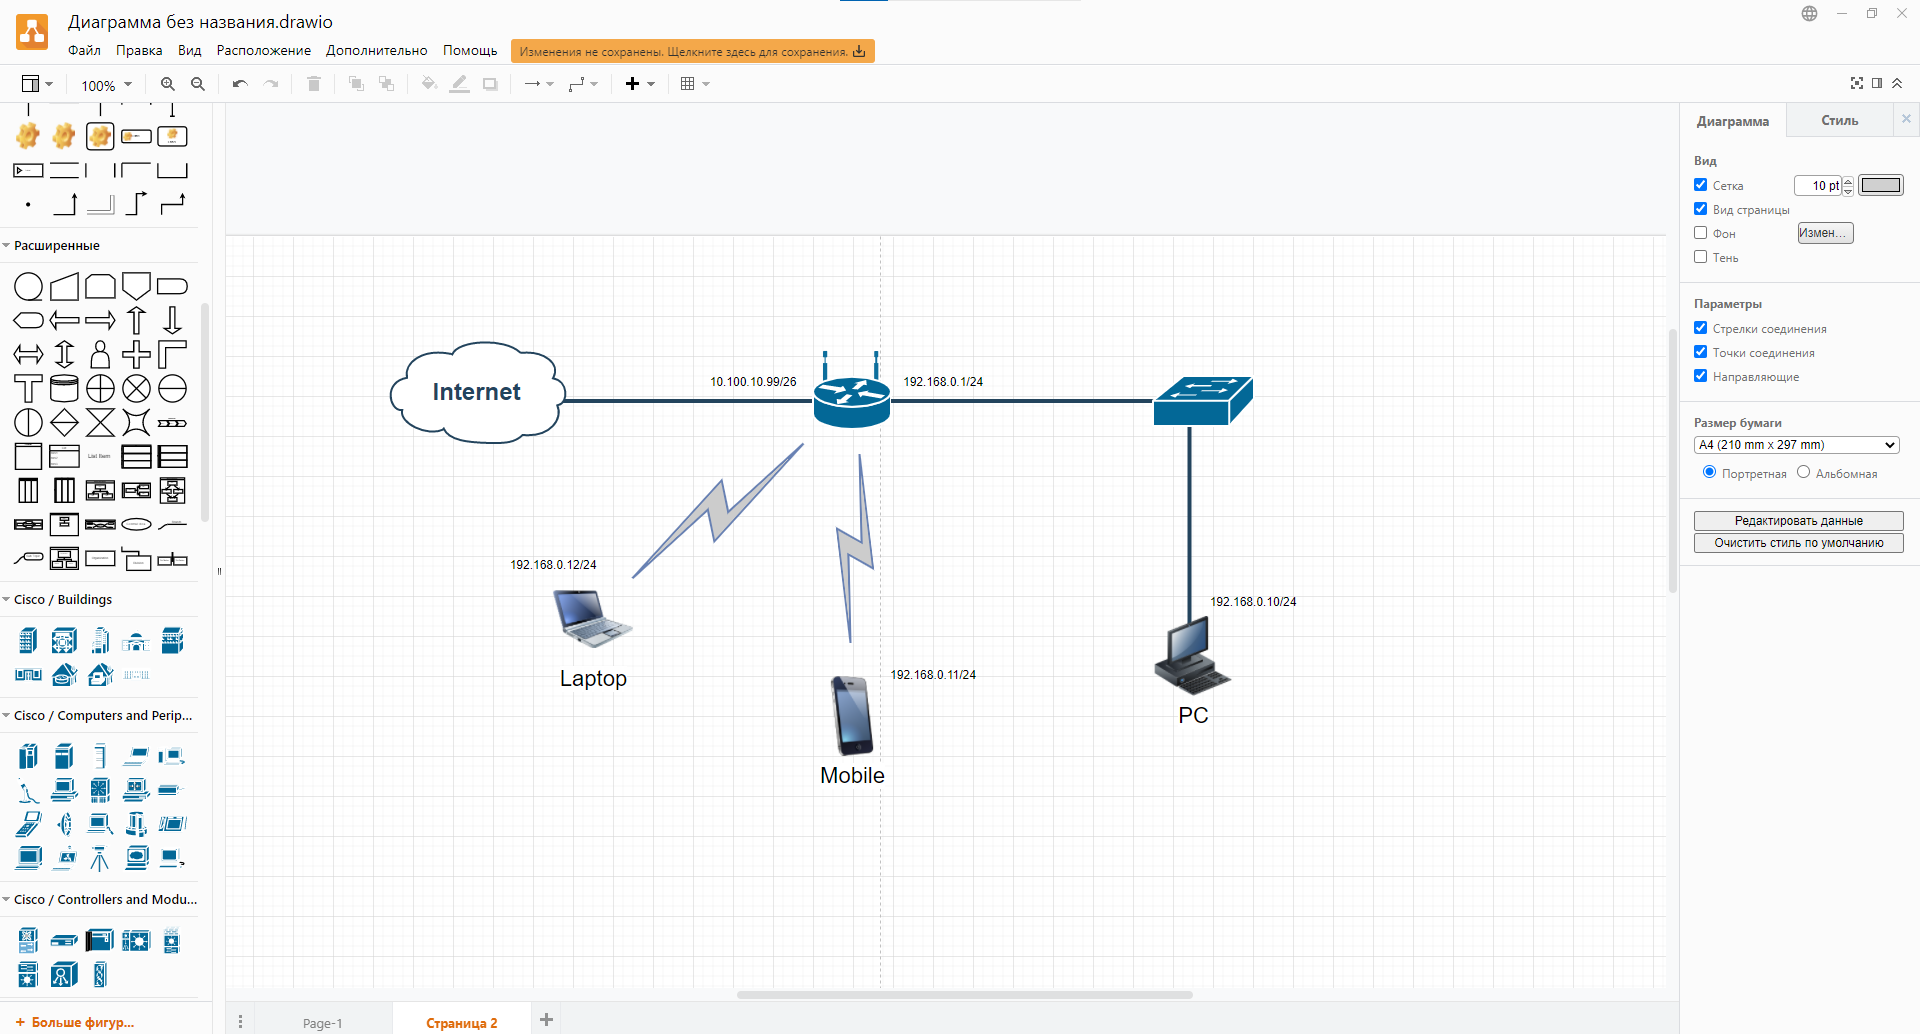 Диаграмма без названия.drawio
Файл Правка Вид Расположение Дополнительно Помощь
Изменения не сохранены. Щелкните здесь для сохранения.
100%
Расширенные
List Item
Cisco / Buildings
Cisco / Computers and Perip...
Cisco / Controllers and Modu...
+ Больше фигур...
Internet
10.100.10.99/26
192.168.0.1/24
192.168.0.12/24
Laptop
192.168.0.11/24
Mobile
192.168.0.10/24
PC
Page-1
Страница 2
Диаграмма
Стиль
Вид
Сетка
10 pt
Вид страницы
Фон
Измен...
Тень
Параметры
Стрелки соединения
Точки соединения
Направляющие
Размер бумаги
A4 (210 mm x 297 mm)
Портретная
Альбомная
Редактировать данные
Очистить стиль по умолчанию